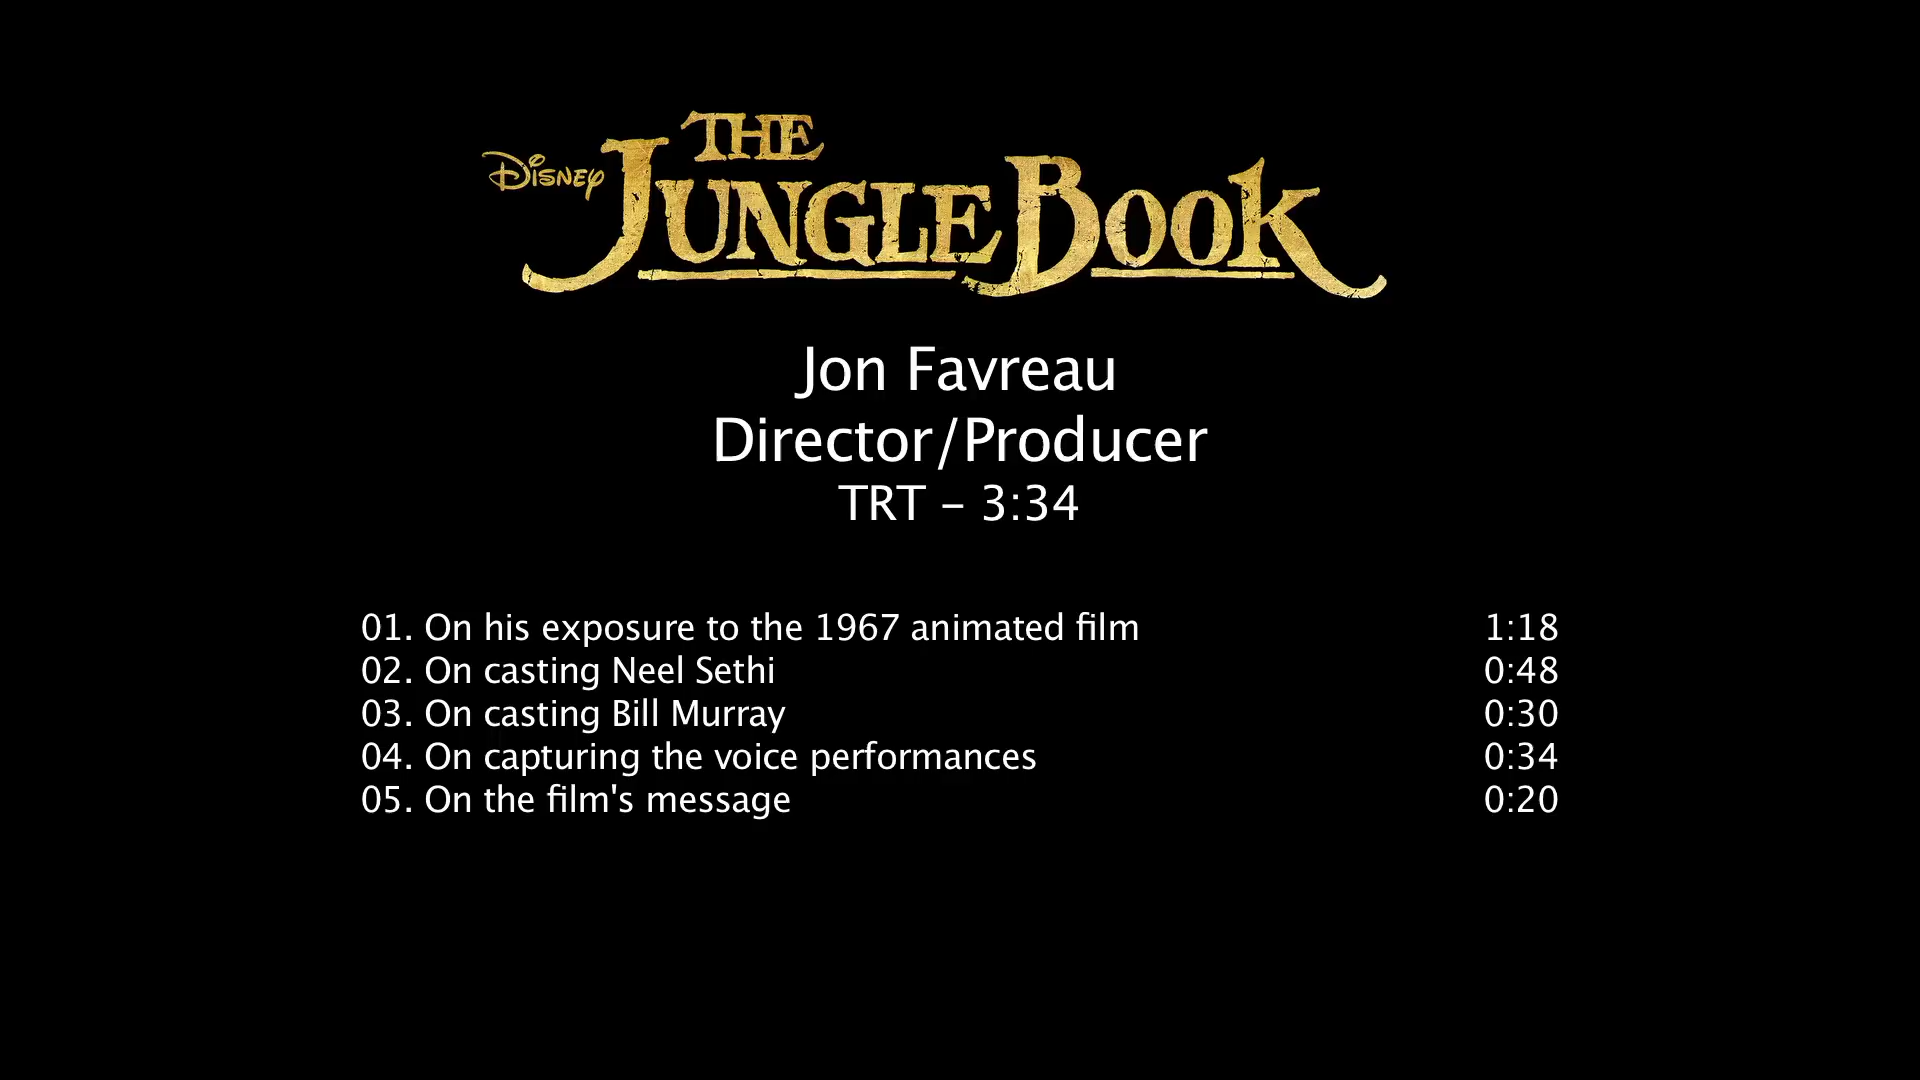 Disney
THE
JUNGLE BOOK
Jon Favreau
Director/Producer
TRT – 3:34
01. On his exposure to the 1967 animated film 1:18
02. On casting Neel Sethi 0:48
03. On casting Bill Murray 0:30
04. On capturing the voice performances 0:34
05. On the film's message 0:20